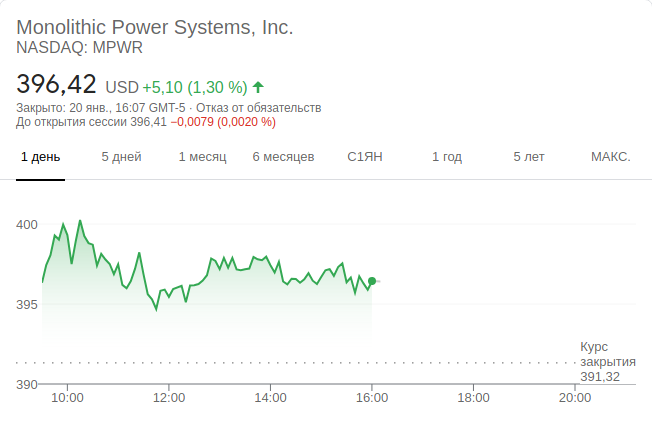 Monolithic Power Systems, Inc.
NASDAQ: MPWR
396,42 USD +5,10 (1,30 %)
Закрыто: 20 янв., 16:07 GMT-5 · Отказ от обязательств
До открытия сессии 396,41 −0,0079 (0,0020 %)
1 день 5 дней 1 месяц 6 месяцев С1ЯН 1 год 5 лет МАКС.
400
395
Курс
закрытия
391,32
390
10:00 12:00 14:00 16:00 18:00 20:00